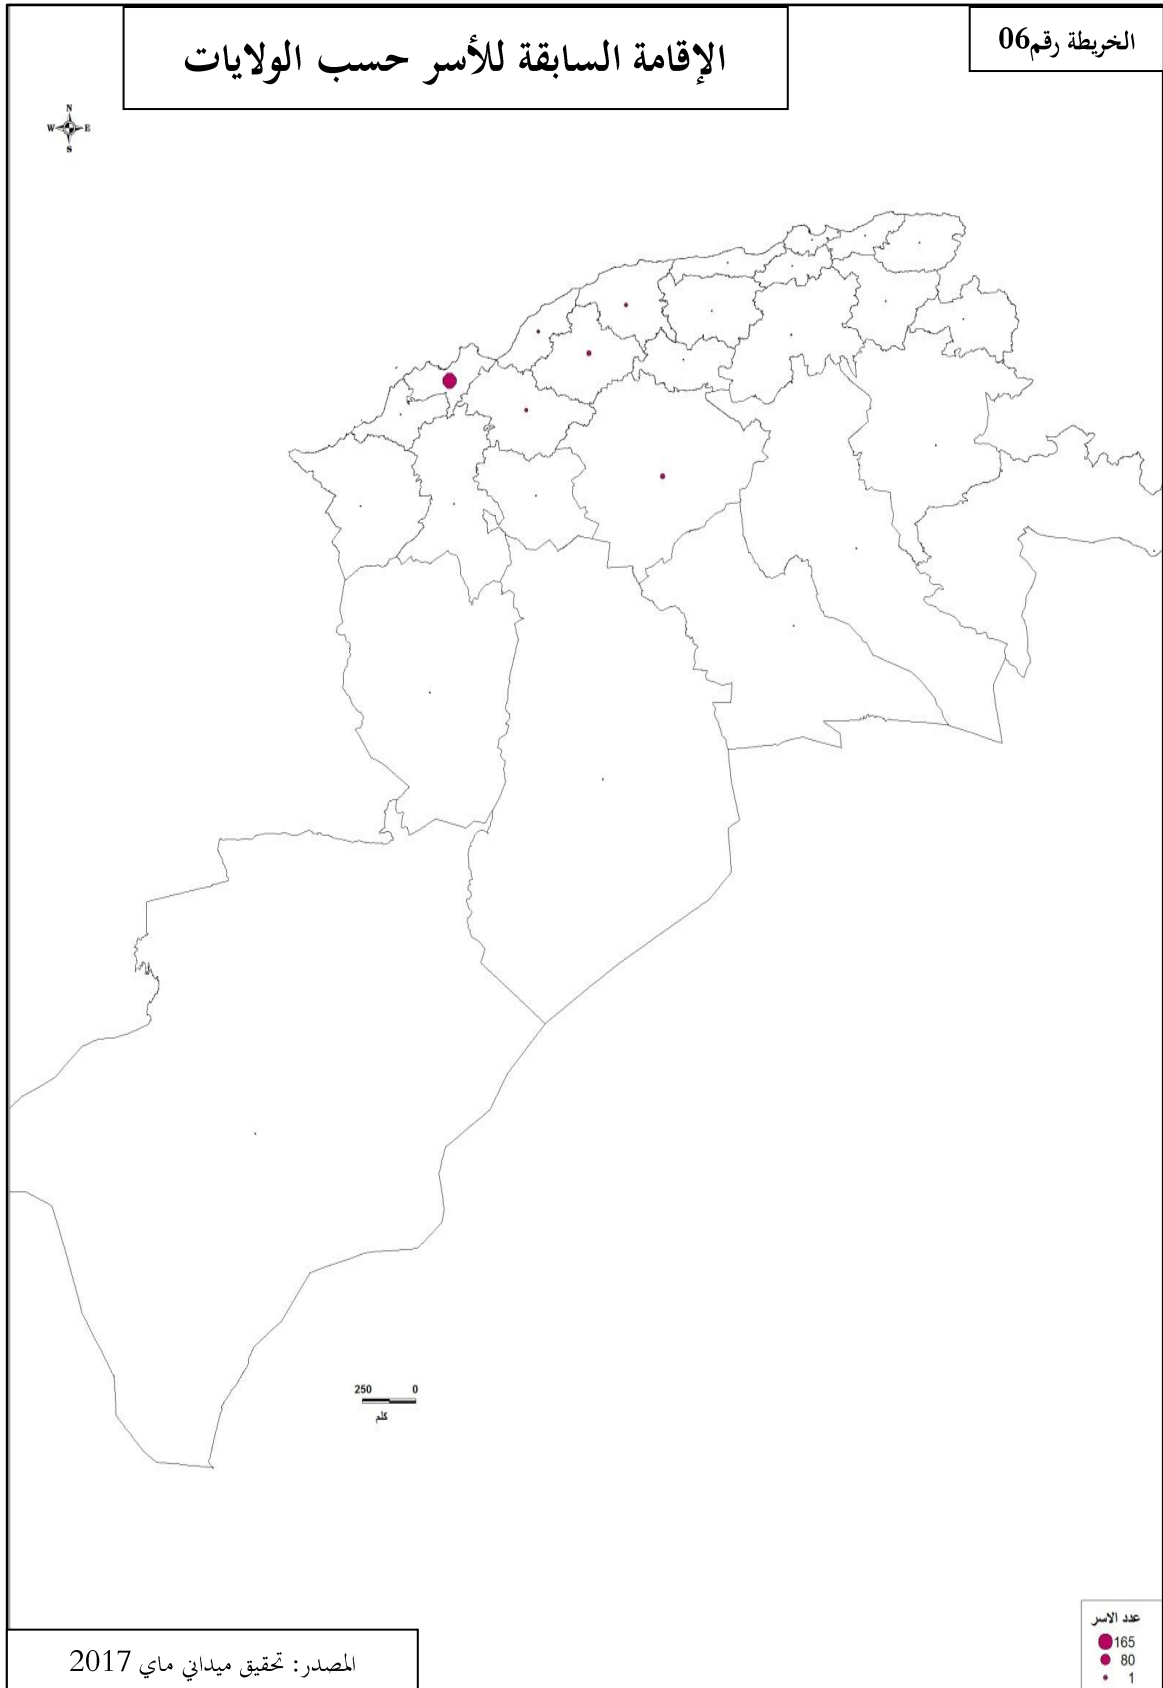 الخريطة رقم06
الإقامة السابقة للأسر حسب الولايات
N
W E
S
250 0
كلم
عدد الاسر
165
80
1
المصدر: تحقيق ميداني ماي 2017